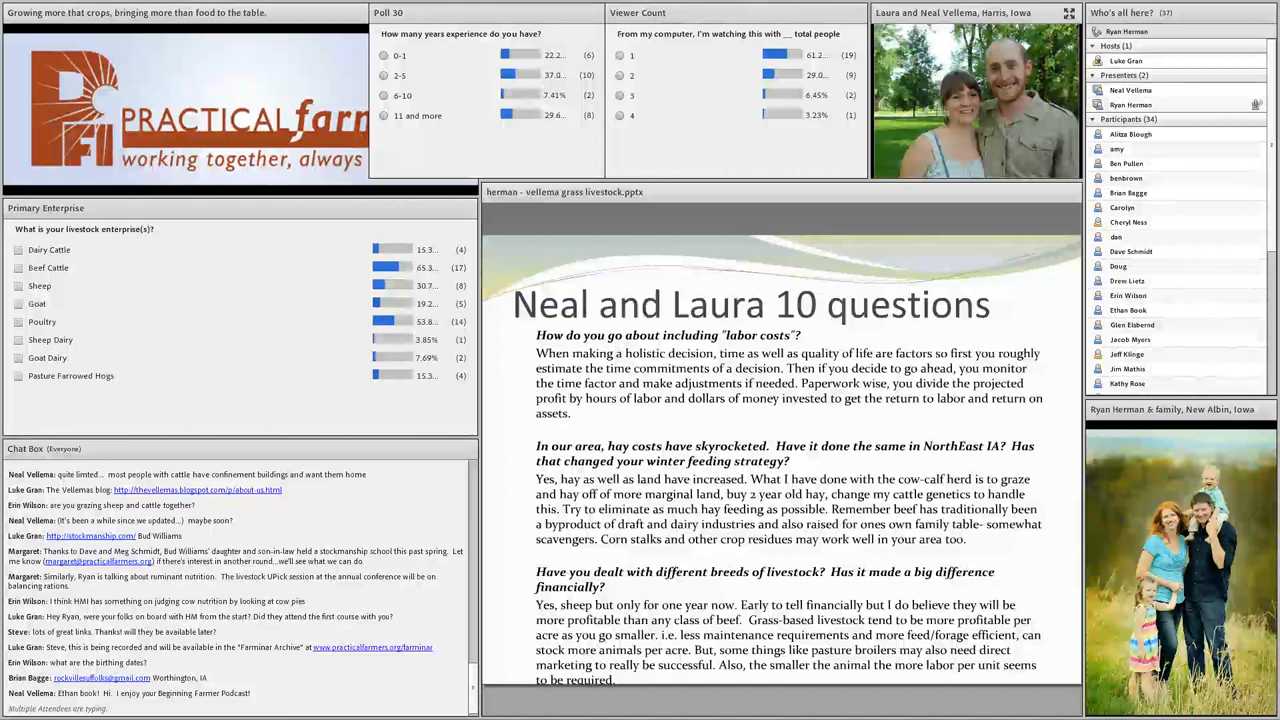 Growing more that crops, bringing more than food to the table.
PRACTICAL farm
working together, always
Poll 30
How many years experience do you have?
0-1 22.2... (6)
2-5 37.0... (10)
6-10 7.41% (2)
11 and more 29.6... (8)
Viewer Count
From my computer, I'm watching this with __ total people
1 61.2... (19)
2 29.0... (9)
3 6.45% (2)
4 3.23% (1)
Laura and Neal Vellema, Harris, Iowa
Who's all here? (37)
Ryan Herman
Hosts (1)
Luke Gran
Presenters (2)
Neal Vellema
Ryan Herman
Participants (34)
Alitza Blough
amy
Ben Pullen
benbrown
Brian Bagge
Carolyn
Cheryl Ness
dan
Dave Schmidt
Doug
Drew Lietz
Erin Wilson
Ethan Book
Glen Elsbernd
Jacob Myers
Jeff Klinge
Jim Mathis
Kathy Rose
Primary Enterprise
What is your livestock enterprise(s)?
Dairy Cattle 15.3... (4)
Beef Cattle 65.3... (17)
Sheep 30.7... (8)
Goat 19.2... (5)
Poultry 53.8... (14)
Sheep Dairy 3.85% (1)
Goat Dairy 7.69% (2)
Pasture Farrowed Hogs 15.3... (4)
Chat Box (Everyone)
Neal Vellema: quite limted... most people with cattle have confinement buildings and want them home
Luke Gran: The Vellemas blog: http://thevellemas.blogspot.com/p/about-us.html
Erin Wilson: are you grazing sheep and cattle together?
Neal Vellema: (It's been a while since we updated...) maybe soon?
Luke Gran: http://stockmanship.com/ Bud Williams
Margaret: Thanks to Dave and Meg Schmidt, Bud Williams' daughter and son-in-law held a stockmanship school this past spring. Let
me know (margaret@practicalfarmers.org) if there's interest in another round...we'll see what we can do.
Margaret: Similarly, Ryan is talking about ruminant nutrition. The livestock UPick session at the annual conference will be on
balancing rations.
Erin Wilson: I think HMI has something on judging cow nutrition by looking at cow pies
Luke Gran: Hey Ryan, were your folks on board with HM from the start? Did they attend the first course with you?
Steve: lots of great links. Thanks! will they be available later?
Luke Gran: Steve, this is being recorded and will be available in the "Farminar Archive" at www.practicalfarmers.org/farminar
Erin Wilson: what are the birthing dates?
Brian Bagge: rockvillesuffolks@gmail.com Worthington, IA
Neal Vellema: Ethan book! Hi. I enjoy your Beginning Farmer Podcast!
Multiple Attendees are typing.
herman - vellema grass livestock.pptx
Neal and Laura 10 questions
How do you go about including "labor costs"?
When making a holistic decision, time as well as quality of life are factors so first you roughly
estimate the time commitments of a decision. Then if you decide to go ahead, you monitor
the time factor and make adjustments if needed. Paperwork wise, you divide the projected
profit by hours of labor and dollars of money invested to get the return to labor and return on
assets.
In our area, hay costs have skyrocketed. Have it done the same in NorthEast IA? Has
that changed your winter feeding strategy?
Yes, hay as well as land have increased. What I have done with the cow-calf herd is to graze
and hay off of more marginal land, buy 2 year old hay, change my cattle genetics to handle
this. Try to eliminate as much hay feeding as possible. Remember beef has traditionally been
a byproduct of draft and dairy industries and also raised for ones own family table- somewhat
scavengers. Corn stalks and other crop residues may work well in your area too.
Have you dealt with different breeds of livestock? Has it made a big difference
financially?
Yes, sheep but only for one year now. Early to tell financially but I do believe they will be
more profitable than any class of beef. Grass-based livestock tend to be more profitable per
acre as you go smaller. i.e. less maintenance requirements and more feed/forage efficient, can
stock more animals per acre. But, some things like pasture broilers may also need direct
marketing to really be successful. Also, the smaller the animal the more labor per unit seems
to be required.
Ryan Herman & family, New Albin, Iowa